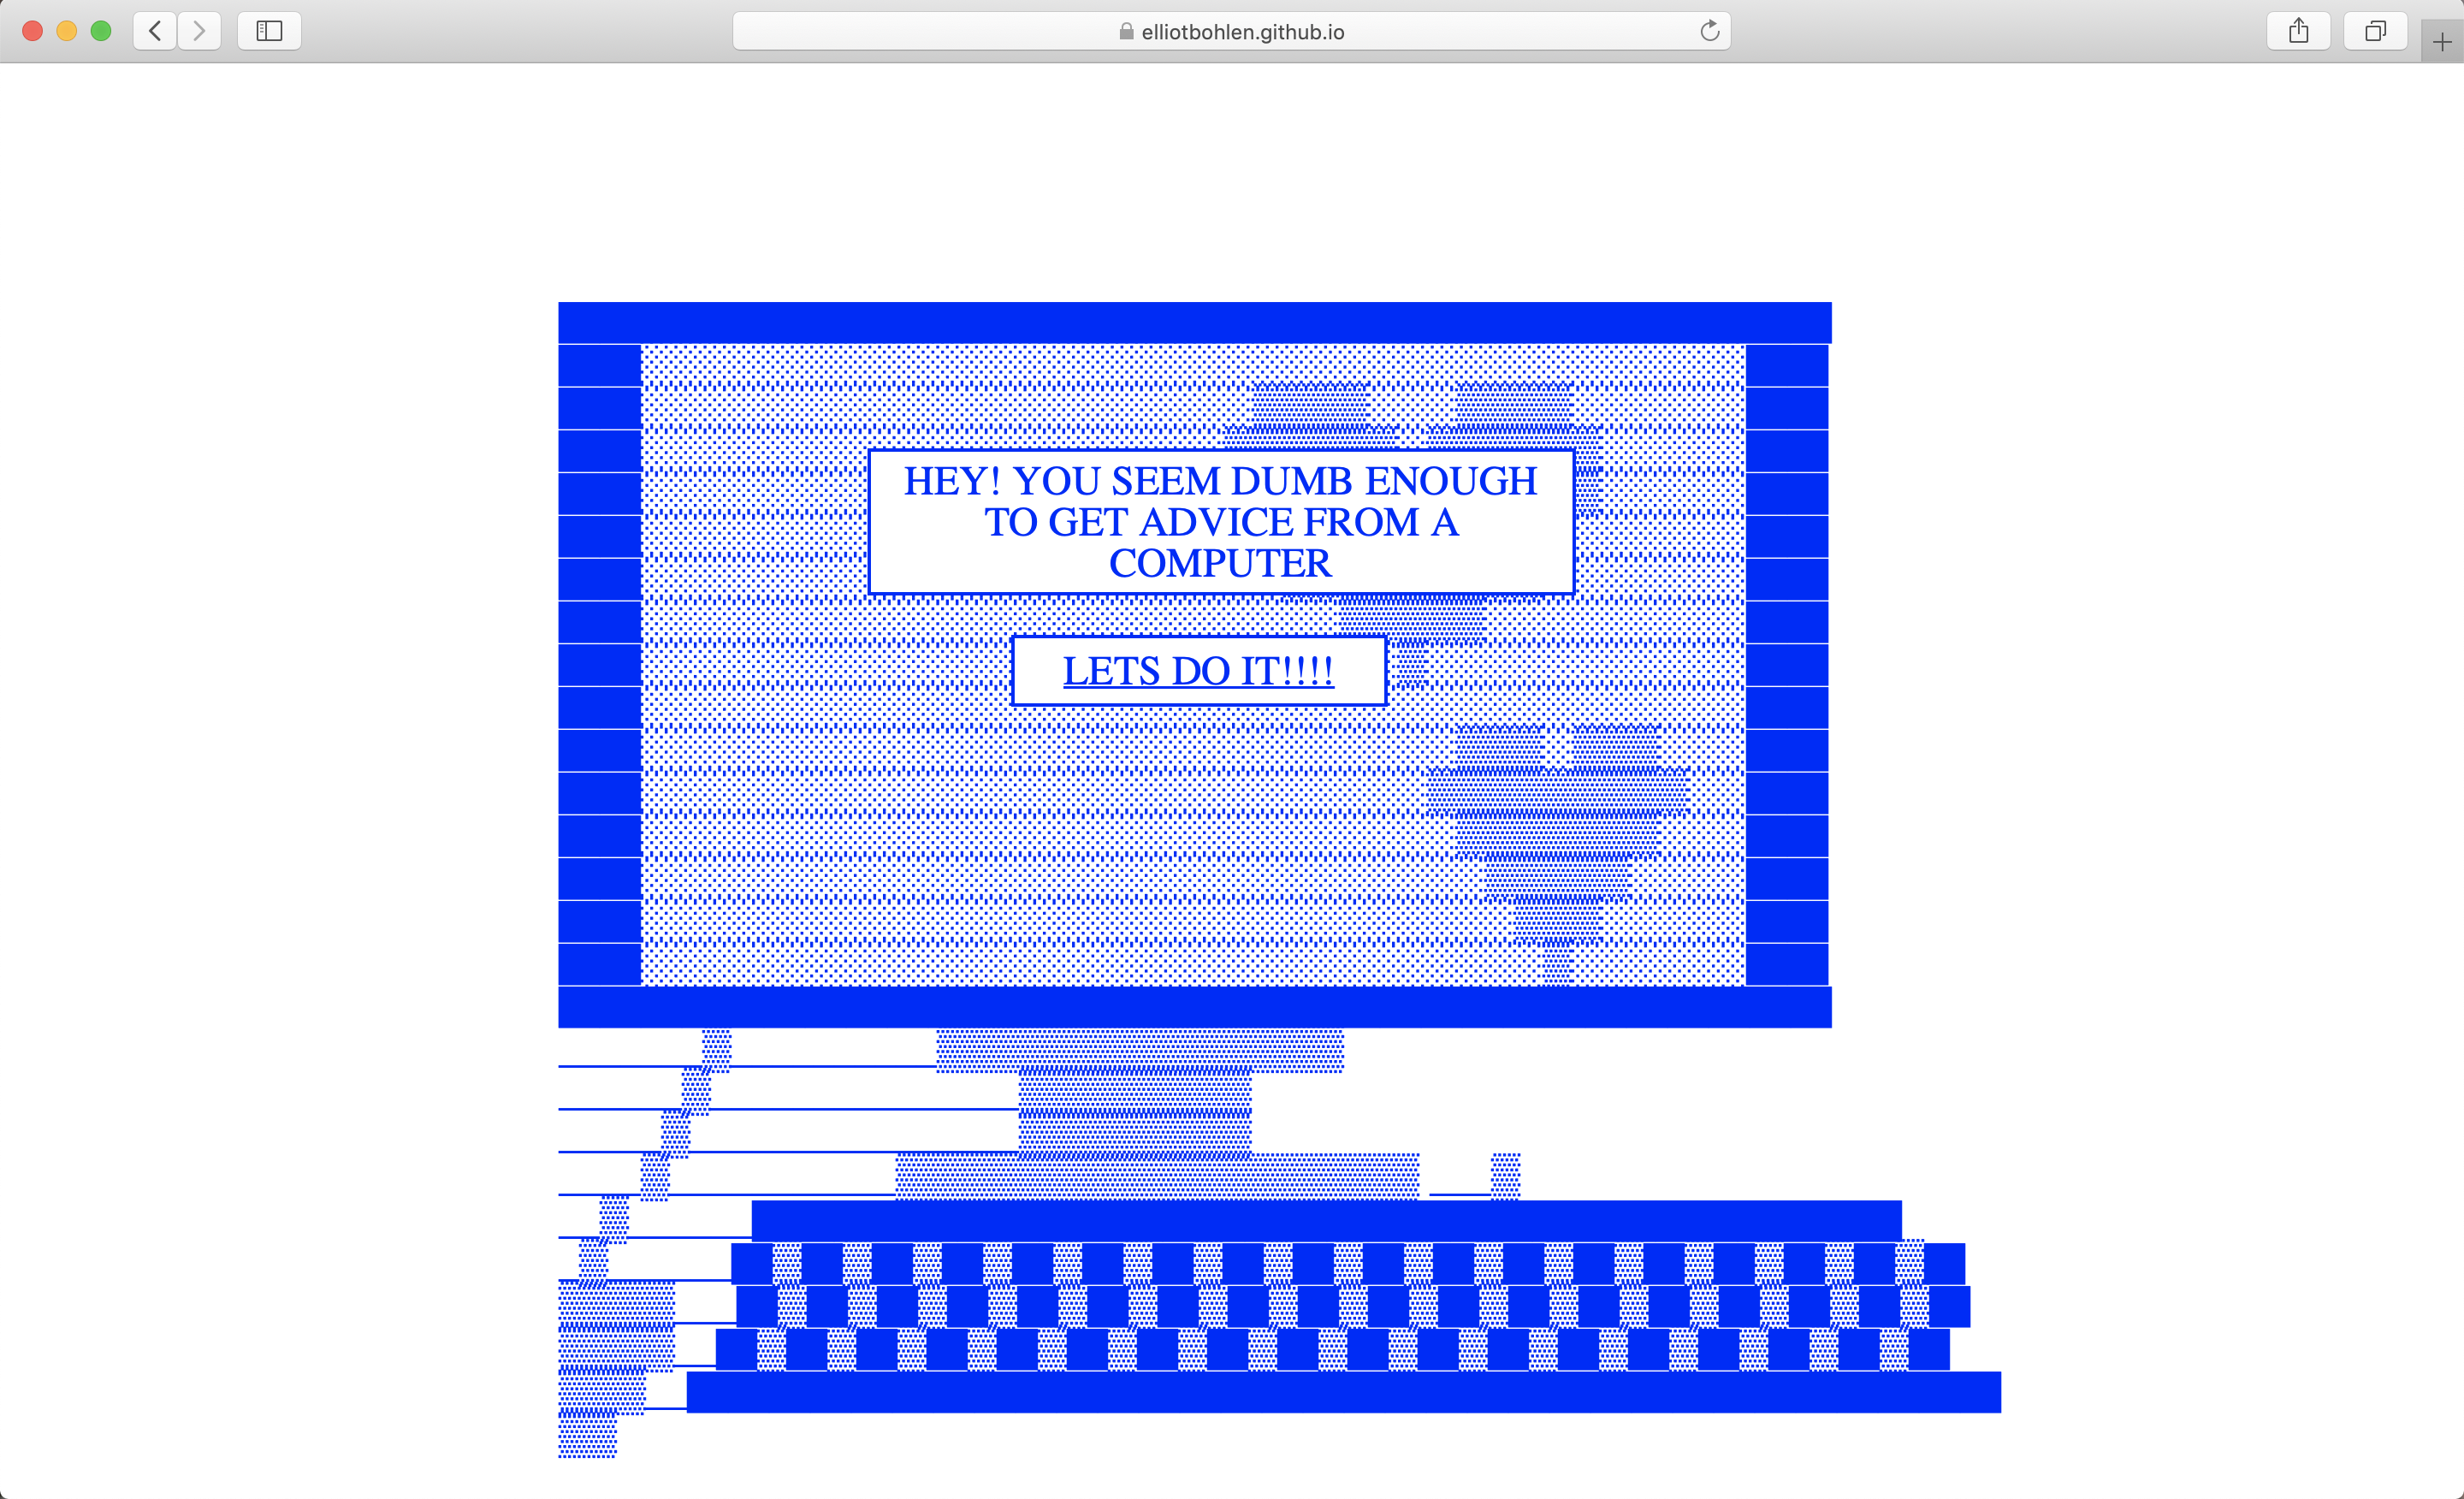 elliotbohlen.github.io
HEY! YOU SEEM DUMB ENOUGH
TO GET ADVICE FROM A
COMPUTER
LETS DO IT!!!!